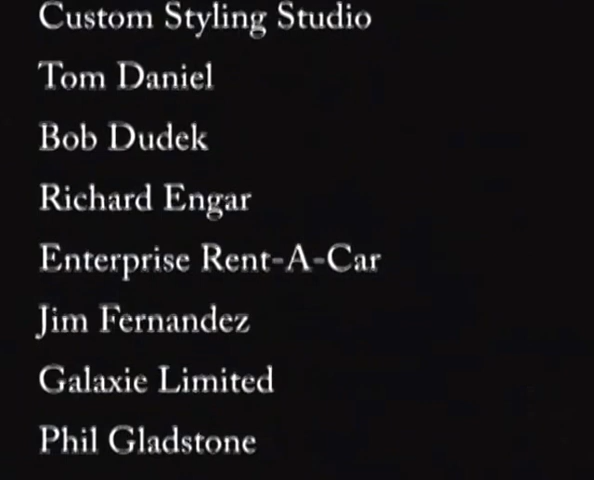 Custom Styling Studio
Tom Daniel
Bob Dudek
Richard Engar
Enterprise Rent-A-Car
Jim Fernandez
Galaxie Limited
Phil Gladstone